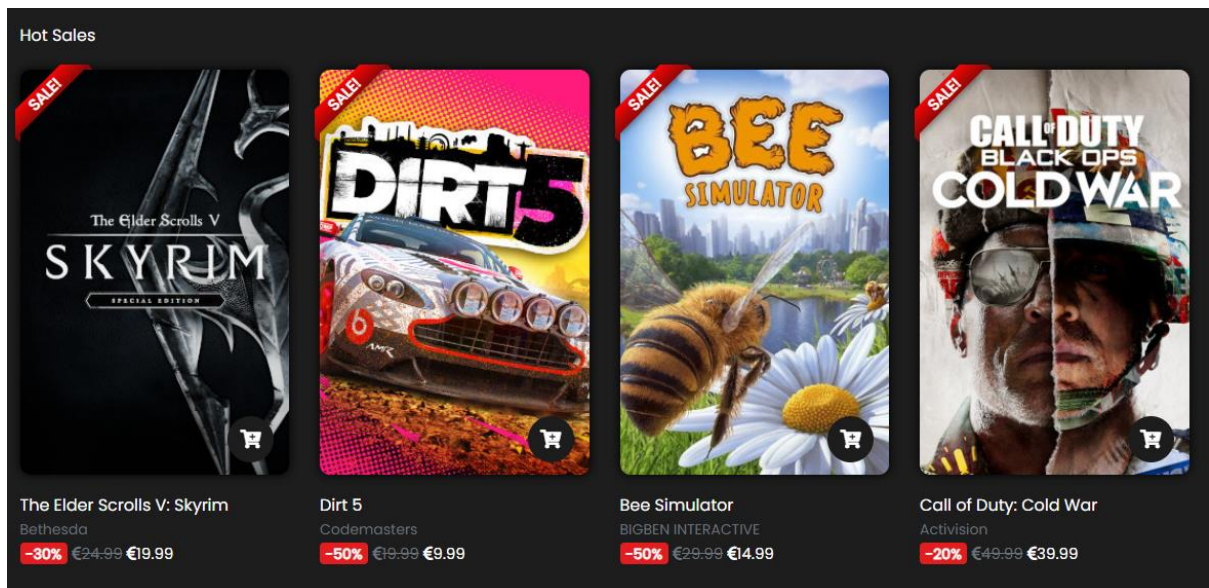 Hot Sales
SALE!
The Elder Scrolls V
SKYRIM
SPECIAL EDITION
The Elder Scrolls V: Skyrim
Bethesda
-30% €24.99 €19.99
SALE!
DIRT 5
AMR
Dirt 5
Codemasters
-50% €19.99 €9.99
SALE!
BEE
SIMULATOR
Bee Simulator
BIGBEN INTERACTIVE
-50% €29.99 €14.99
SALE!
CALL OF DUTY
BLACK OPS
COLD WAR
Call of Duty: Cold War
Activision
-20% €49.99 €39.99